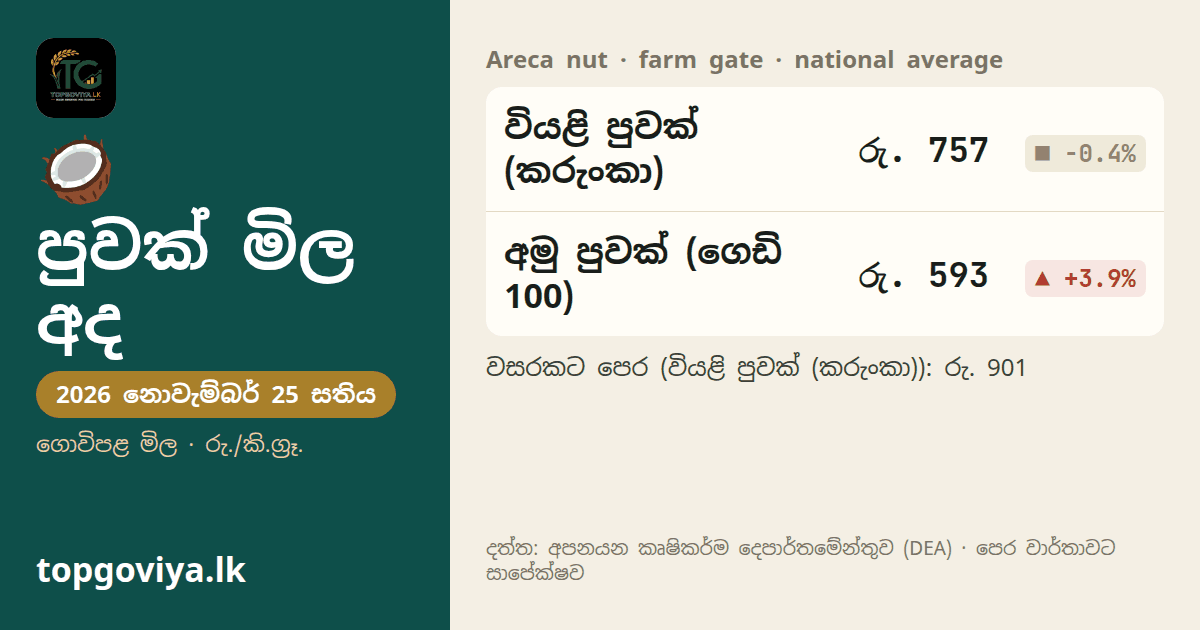 TG
TOPGOVIYA.LK
පුවක් මිල
අද
2026 නොවැම්බර් 25 සතිය
ගොවිපළ මිල · රු./කි.ග්‍රෑ.
topgoviya.lk
Areca nut · farm gate · national average
වියළි පුවක්
(කරුංකා)
රු. 757
■ -0.4%
අමු පුවක් (ගෙඩි
100)
රු. 593
▲ +3.9%
වසරකට පෙර (වියළි පුවක් (කරුංකා)): රු. 901
දත්ත: අපනයන කෘෂිකර්ම දෙපාර්තමේන්තුව (DEA) · පෙර වාර්තාවට
සාපේක්ෂව